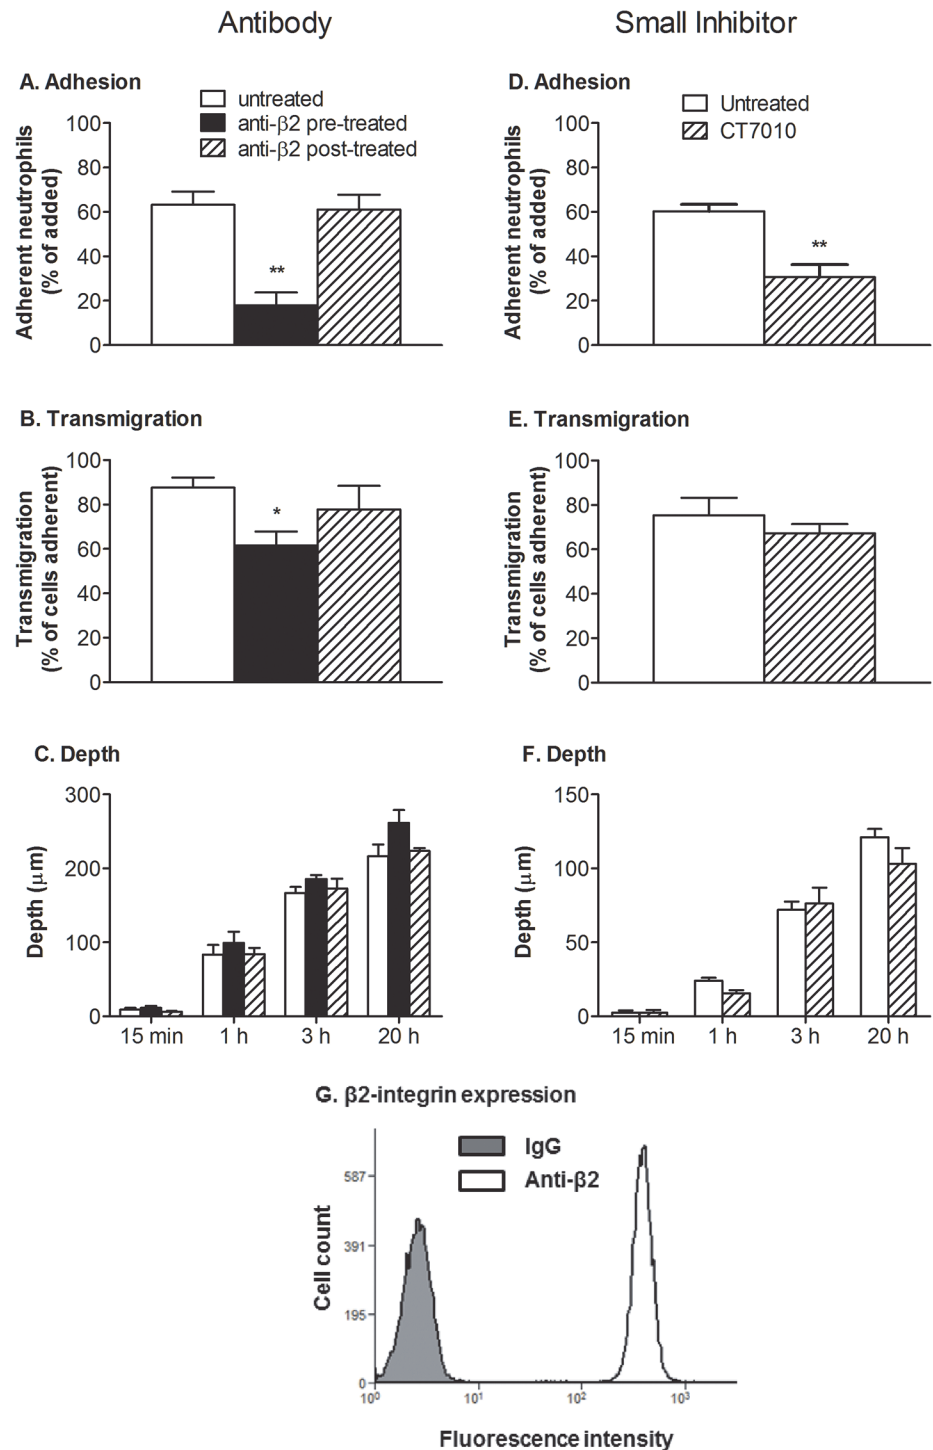 Antibody
Small Inhibitor
A. Adhesion
untreated
anti-β2 pre-treated
anti-β2 post-treated
Adherent neutrophils
(% of added)
100
80
60
40
20
0
**
D. Adhesion
Untreated
CT7010
Adherent neutrophils
(% of added)
100
80
60
40
20
0
**
B. Transmigration
Transmigration
(% of cells adherent)
100
80
60
40
20
0
*
E. Transmigration
Transmigration
(% of cells adherent)
100
80
60
40
20
0
C. Depth
Depth (μm)
300
200
100
0
15 min 1 h 3 h 20 h
F. Depth
Depth (μm)
150
100
50
0
15 min 1 h 3 h 20 h
G. β2-integrin expression
IgG
Anti-β2
Cell count
587
391
195
0
10⁰ 10¹ 10² 10³
Fluorescence intensity